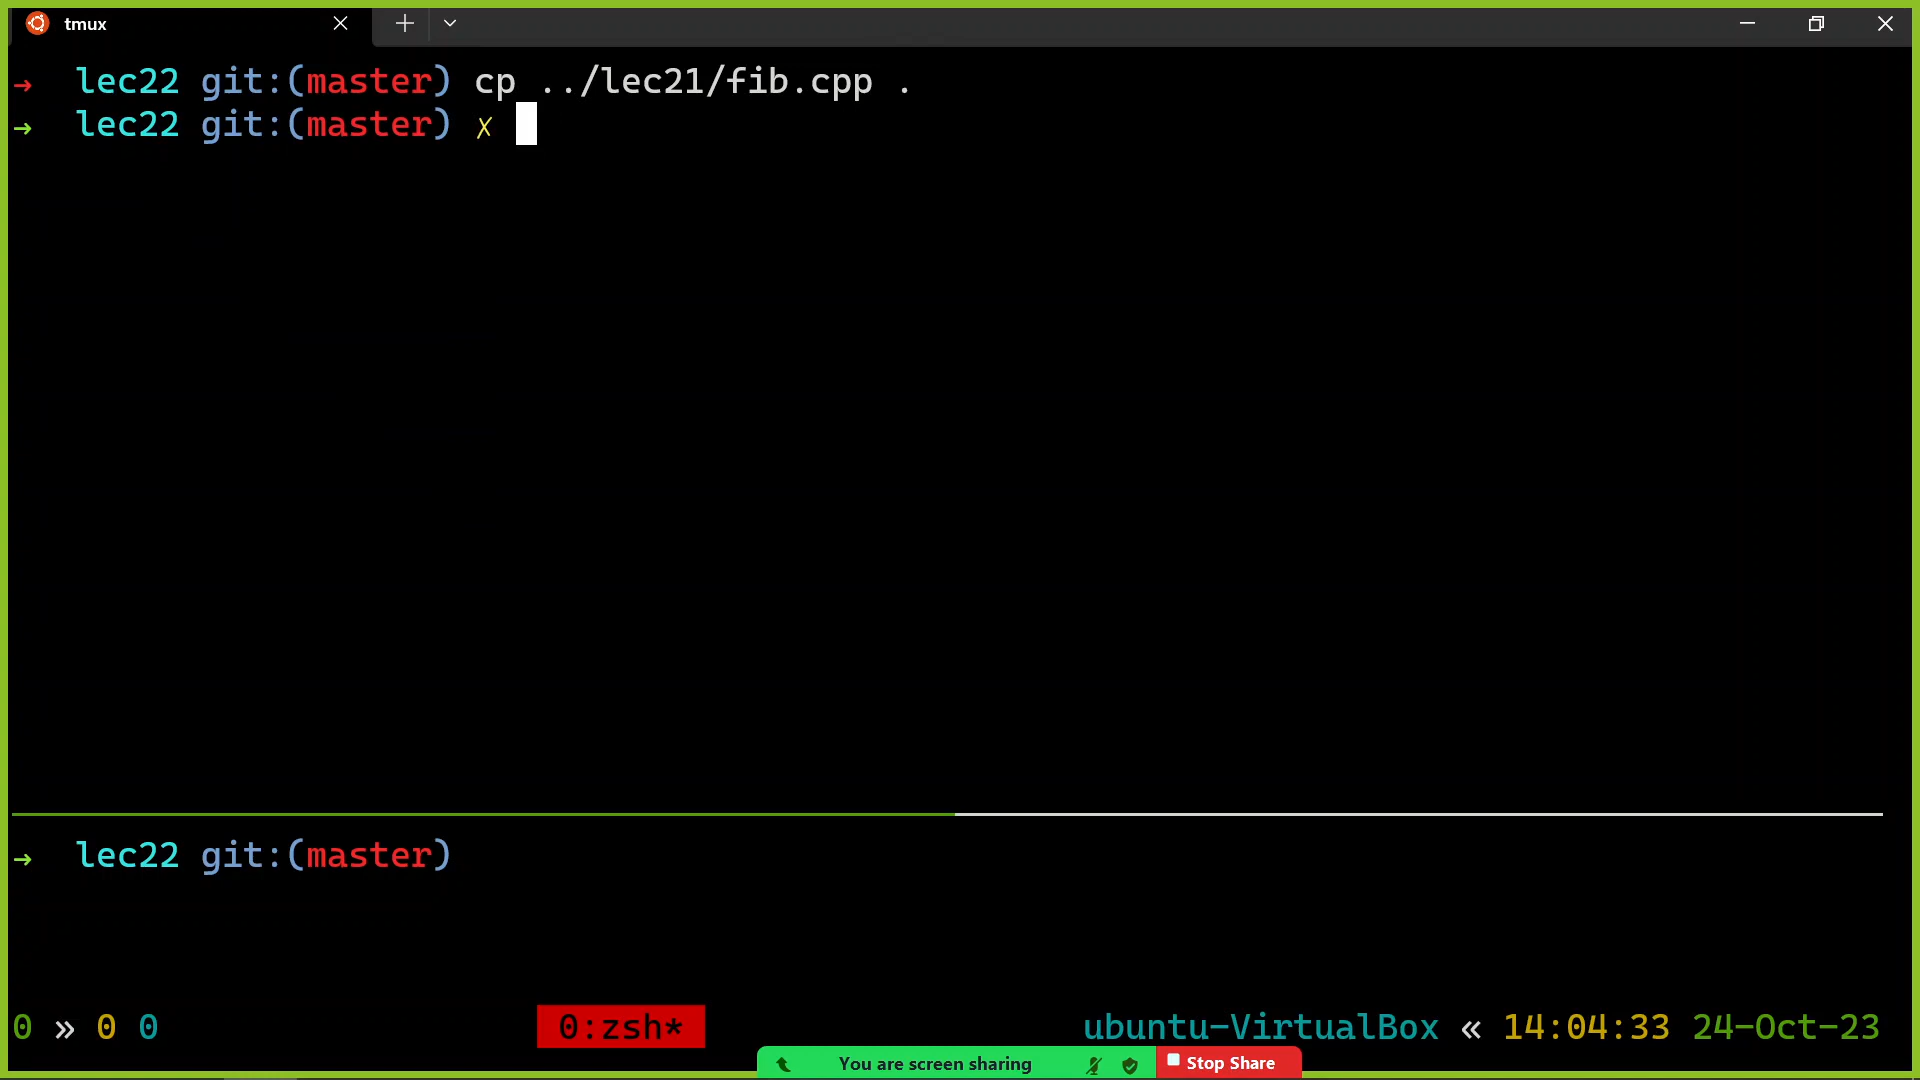 tmux
→ lec22 git:(master) cp ../lec21/fib.cpp .
→ lec22 git:(master) ✗
→ lec22 git:(master)
0 » 0 0 0:zsh* ubuntu-VirtualBox « 14:04:33 24-Oct-23
You are screen sharing Stop Share